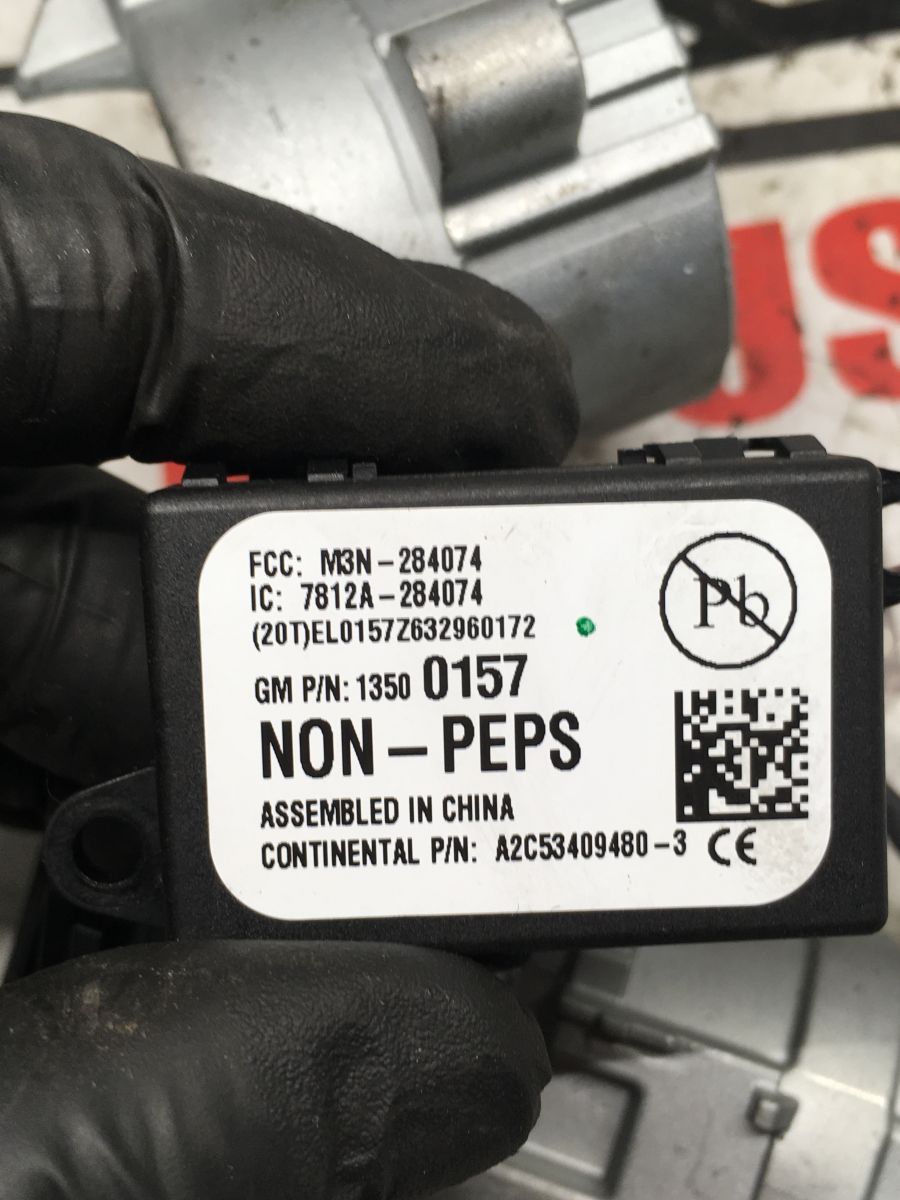 US
FCC: M3N-284074
IC: 7812A-284074
(20T)EL0157Z632960172
Pb
GM P/N: 1350 0157
NON-PEPS
ASSEMBLED IN CHINA
CONTINENTAL P/N: A2C53409480-3 CE